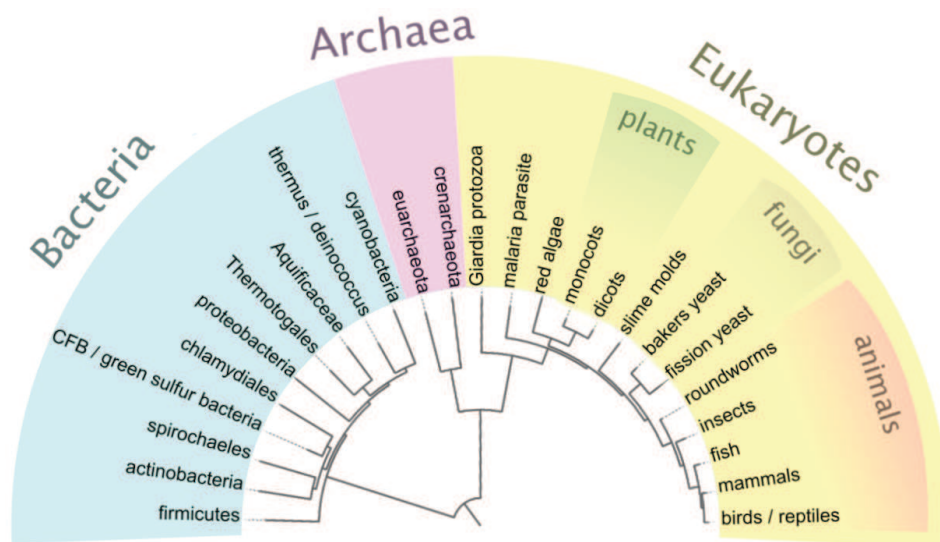 Bacteria
Archaea
Eukaryotes
plants
fungi
animals
firmicutes
actinobacteria
spirochaeles
CFB / green sulfur bacteria
chlamydiales
proteobacteria
Thermotogales
Aquificaceae
thermus / deinococcus
cyanobacteria
euarchaeota
crenarchaeota
Giardia protozoa
malaria parasite
red algae
monocots
dicots
slime molds
bakers yeast
fission yeast
roundworms
insects
fish
mammals
birds / reptiles